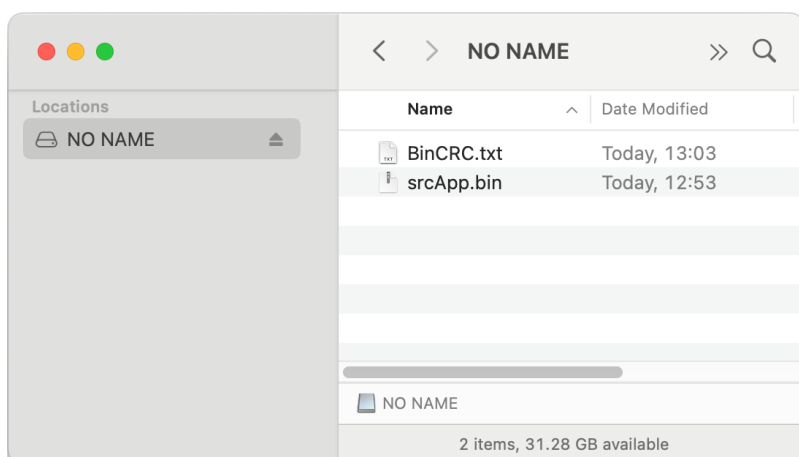 NO NAME
Locations
NO NAME
Name Date Modified
BinCRC.txt Today, 13:03
srcApp.bin Today, 12:53
NO NAME
2 items, 31.28 GB available